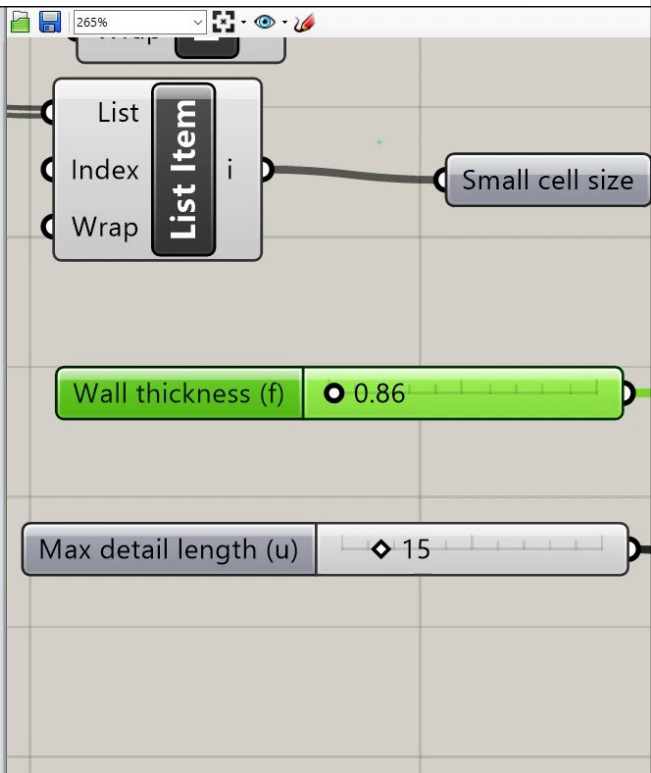 265%
Wrap
List
Index
Wrap
List Item
i
Small cell size
Wall thickness (f)
0.86
Max detail length (u)
15